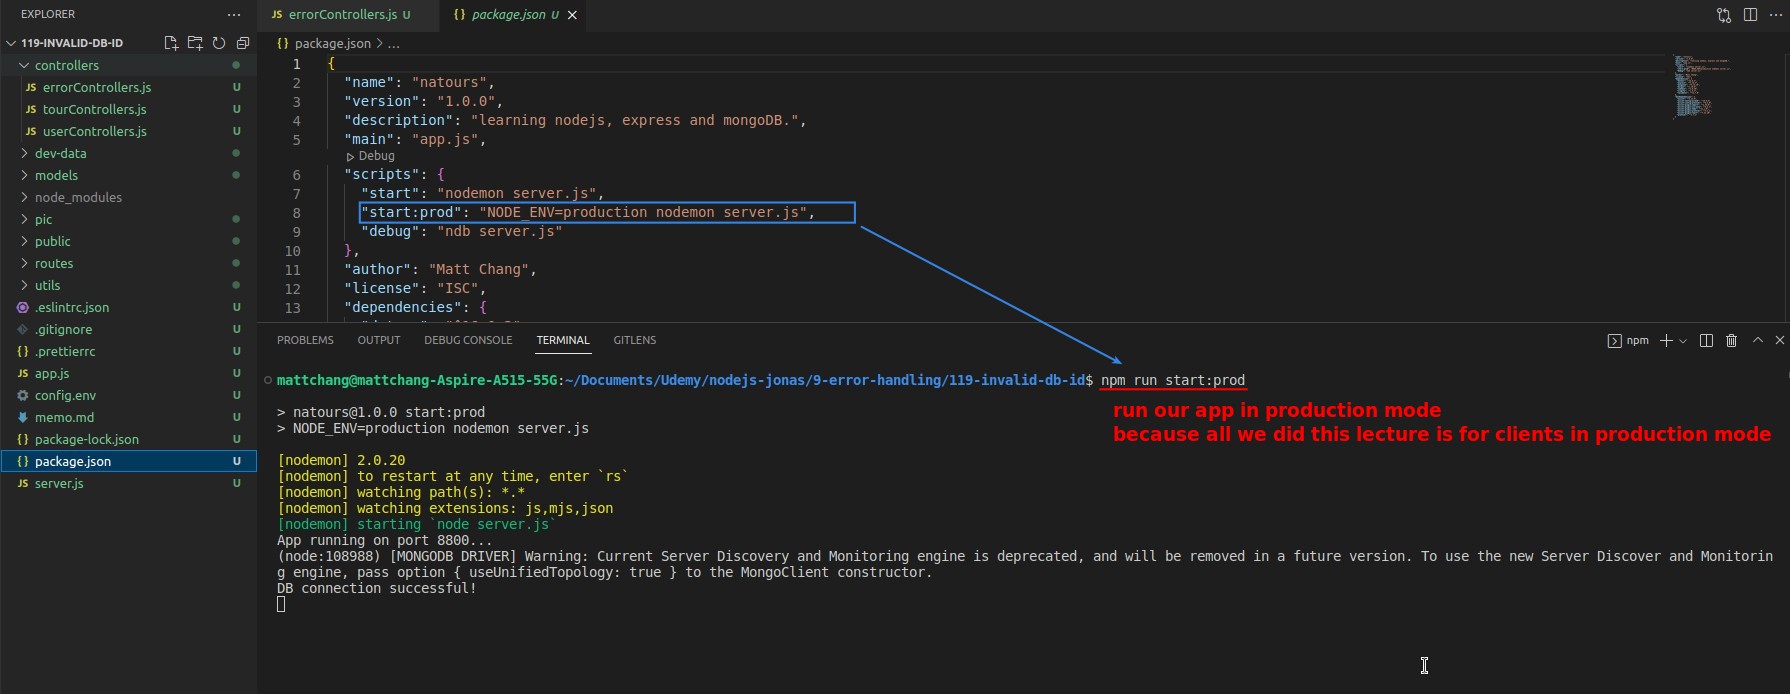 EXPLORER
119-INVALID-DB-ID
controllers
JS errorControllers.js U
JS tourControllers.js U
JS userControllers.js U
dev-data
models
node_modules
pic
public
routes
utils
.eslintrc.json U
.gitignore U
{} .prettierrc U
JS app.js U
config.env U
memo.md U
{} package-lock.json U
{} package.json U
JS server.js U
JS errorControllers.js U
{} package.json U
{} package.json > ...
1 {
2 "name": "natours",
3 "version": "1.0.0",
4 "description": "learning nodejs, express and mongoDB.",
5 "main": "app.js",
Debug
6 "scripts": {
7 "start": "nodemon server.js",
8 "start:prod": "NODE_ENV=production nodemon server.js",
9 "debug": "ndb server.js"
10 },
11 "author": "Matt Chang",
12 "license": "ISC",
13 "dependencies": {
PROBLEMS OUTPUT DEBUG CONSOLE TERMINAL GITLENS
npm
mattchang@mattchang-Aspire-A515-55G:~/Documents/Udemy/nodejs-jonas/9-error-handling/119-invalid-db-id$ npm run start:prod
run our app in production mode
because all we did this lecture is for clients in production mode
> natours@1.0.0 start:prod
> NODE_ENV=production nodemon server.js
[nodemon] 2.0.20
[nodemon] to restart at any time, enter `rs`
[nodemon] watching path(s): *.*
[nodemon] watching extensions: js,mjs,json
[nodemon] starting `node server.js`
App running on port 8800...
(node:108988) [MONGODB DRIVER] Warning: Current Server Discovery and Monitoring engine is deprecated, and will be removed in a future version. To use the new Server Discover and Monitorin
g engine, pass option { useUnifiedTopology: true } to the MongoClient constructor.
DB connection successful!